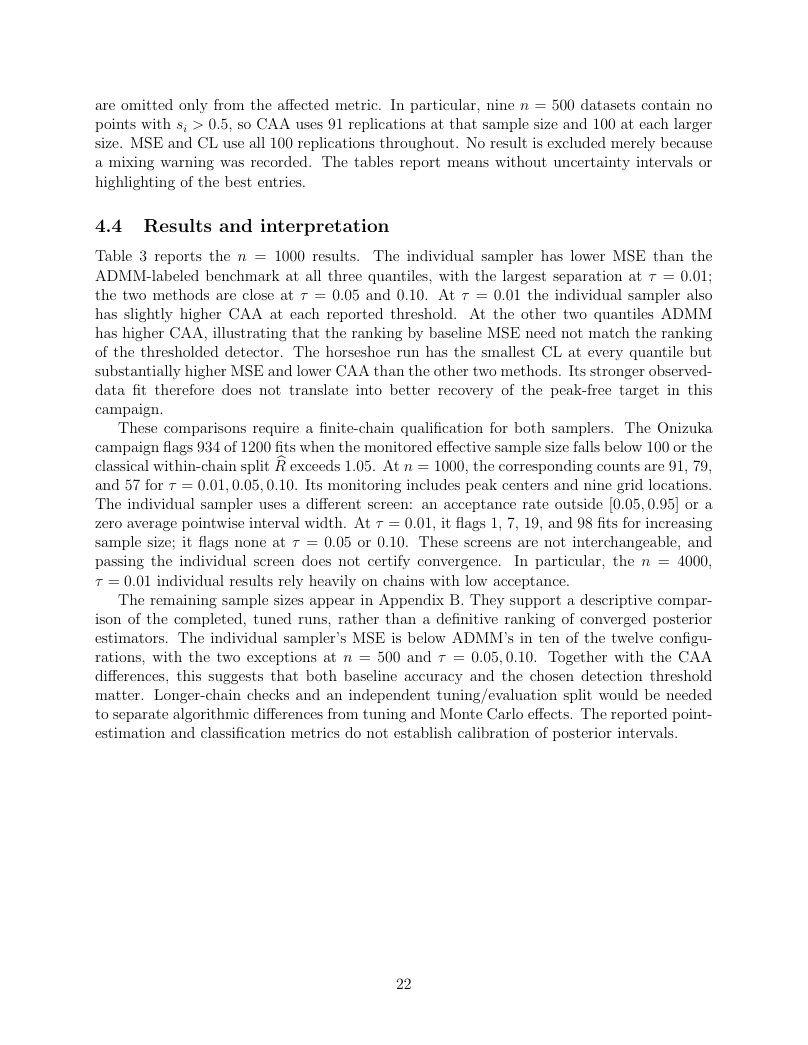 are omitted only from the affected metric. In particular, nine n = 500 datasets contain no
points with sᵢ > 0.5, so CAA uses 91 replications at that sample size and 100 at each larger
size. MSE and CL use all 100 replications throughout. No result is excluded merely because
a mixing warning was recorded. The tables report means without uncertainty intervals or
highlighting of the best entries.
4.4 Results and interpretation
Table 3 reports the n = 1000 results. The individual sampler has lower MSE than the
ADMM-labeled benchmark at all three quantiles, with the largest separation at τ = 0.01;
the two methods are close at τ = 0.05 and 0.10. At τ = 0.01 the individual sampler also
has slightly higher CAA at each reported threshold. At the other two quantiles ADMM
has higher CAA, illustrating that the ranking by baseline MSE need not match the ranking
of the thresholded detector. The horseshoe run has the smallest CL at every quantile but
substantially higher MSE and lower CAA than the other two methods. Its stronger observed-
data fit therefore does not translate into better recovery of the peak-free target in this
campaign.
These comparisons require a finite-chain qualification for both samplers. The Onizuka
campaign flags 934 of 1200 fits when the monitored effective sample size falls below 100 or the
classical within-chain split R̂ exceeds 1.05. At n = 1000, the corresponding counts are 91, 79,
and 57 for τ = 0.01, 0.05, 0.10. Its monitoring includes peak centers and nine grid locations.
The individual sampler uses a different screen: an acceptance rate outside [0.05, 0.95] or a
zero average pointwise interval width. At τ = 0.01, it flags 1, 7, 19, and 98 fits for increasing
sample size; it flags none at τ = 0.05 or 0.10. These screens are not interchangeable, and
passing the individual screen does not certify convergence. In particular, the n = 4000,
τ = 0.01 individual results rely heavily on chains with low acceptance.
The remaining sample sizes appear in Appendix B. They support a descriptive compar-
ison of the completed, tuned runs, rather than a definitive ranking of converged posterior
estimators. The individual sampler's MSE is below ADMM's in ten of the twelve configu-
rations, with the two exceptions at n = 500 and τ = 0.05, 0.10. Together with the CAA
differences, this suggests that both baseline accuracy and the chosen detection threshold
matter. Longer-chain checks and an independent tuning/evaluation split would be needed
to separate algorithmic differences from tuning and Monte Carlo effects. The reported point-
estimation and classification metrics do not establish calibration of posterior intervals.
22